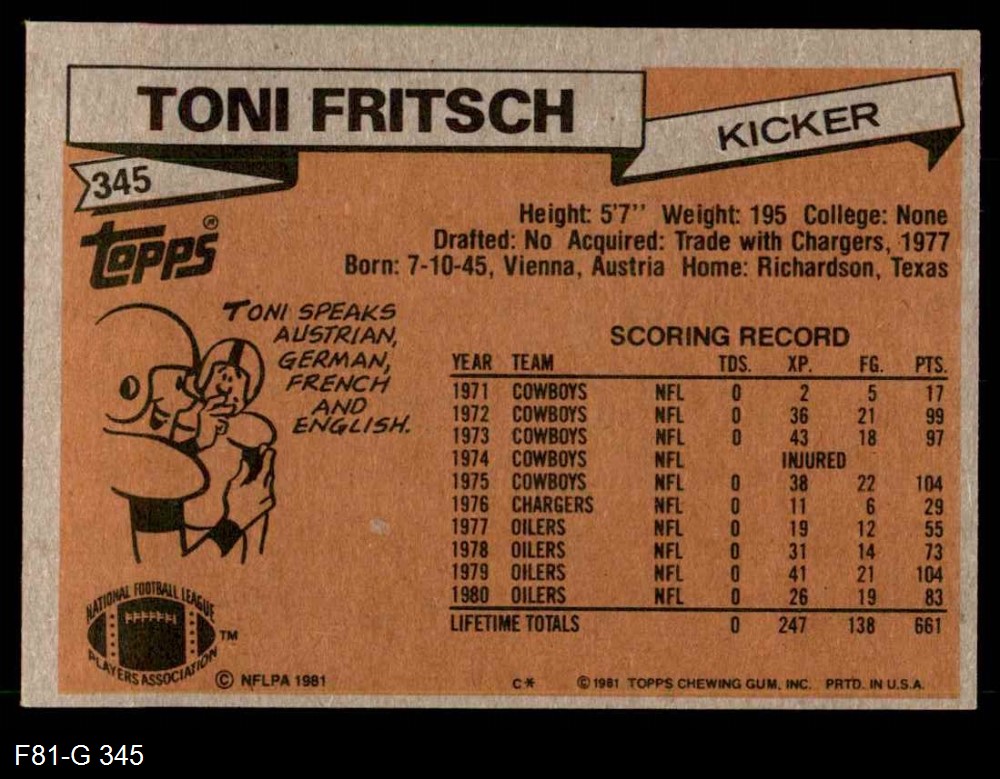 TONI FRITSCH
KICKER
345
TOPPS®
Height: 5'7'' Weight: 195 College: None
Drafted: No Acquired: Trade with Chargers, 1977
Born: 7-10-45, Vienna, Austria Home: Richardson, Texas
TONI SPEAKS
AUSTRIAN,
GERMAN,
FRENCH
AND
ENGLISH.
SCORING RECORD
YEAR TEAM TDS. XP. FG. PTS.
1971 COWBOYS NFL 0 2 5 17
1972 COWBOYS NFL 0 36 21 99
1973 COWBOYS NFL 0 43 18 97
1974 COWBOYS NFL INJURED
1975 COWBOYS NFL 0 38 22 104
1976 CHARGERS NFL 0 11 6 29
1977 OILERS NFL 0 19 12 55
1978 OILERS NFL 0 31 14 73
1979 OILERS NFL 0 41 21 104
1980 OILERS NFL 0 26 19 83
LIFETIME TOTALS 0 247 138 661
NATIONAL FOOTBALL LEAGUE
PLAYERS ASSOCIATION
TM
© NFLPA 1981
C*
© 1981 TOPPS CHEWING GUM, INC. PRTD. IN U.S.A.
F81-G 345